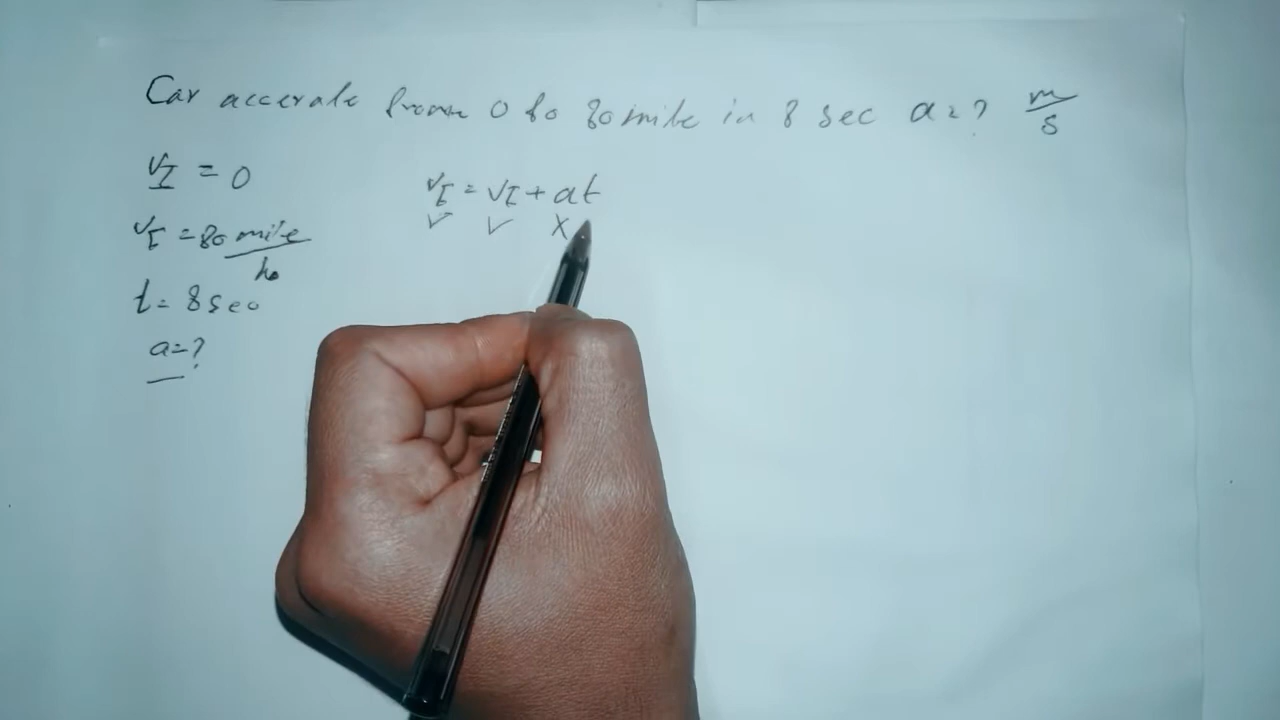 Car accerate from 0 to 80 mile in 8 sec a=? m/s
VI = 0
VF = 80 mile/ho
t = 8 sec
a=?
VF = VI + at
✓ ✓ X